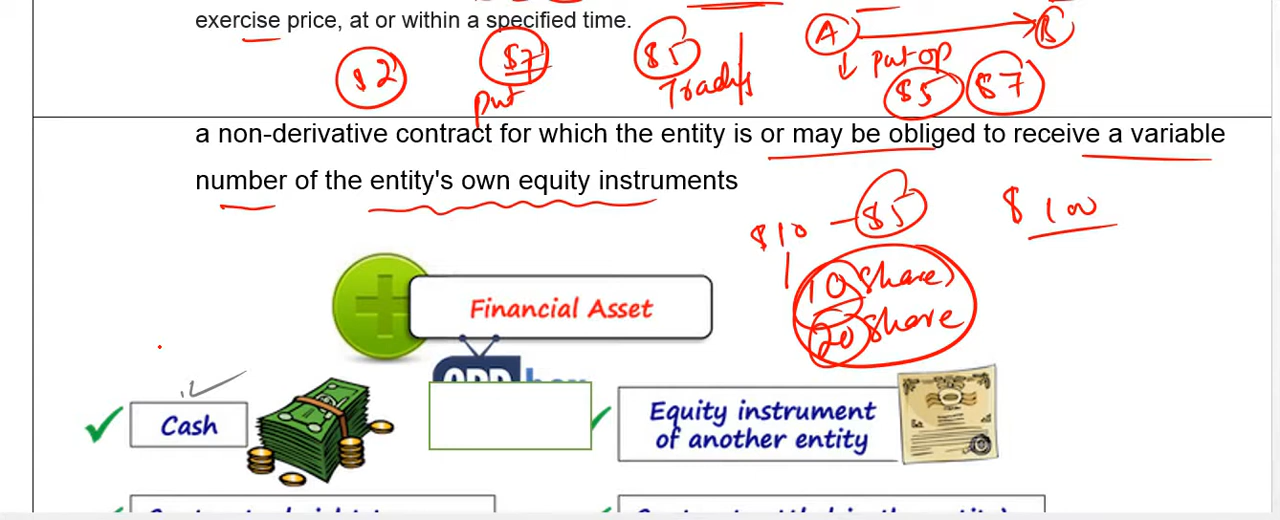 exercise price, at or within a specified time.
A B
$2 $7 $5 Put op
Put Trading $5 $7
a non-derivative contract for which the entity is or may be obliged to receive a variable
number of the entity's own equity instruments
$10 - $5 $100
10 share
20 share
Financial Asset
Cash
Equity instrument
of another entity